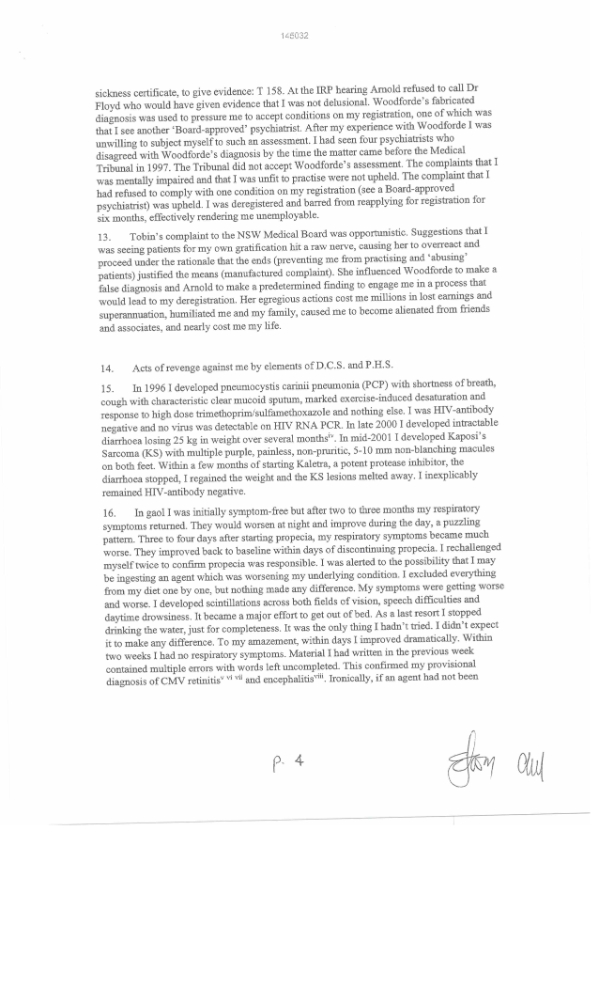 148032
sickness certificate, to give evidence: T 158. At the IRP hearing Arnold refused to call Dr
Floyd who would have given evidence that I was not delusional. Woodforde's fabricated
diagnosis was used to pressure me to accept conditions on my registration, one of which was
that I see another 'Board-approved' psychiatrist. After my experience with Woodforde I was
unwilling to subject myself to such an assessment. I had seen four psychiatrists who
disagreed with Woodforde's diagnosis by the time the matter came before the Medical
Tribunal in 1997. The Tribunal did not accept Woodforde's assessment. The complaints that I
was mentally impaired and that I was unfit to practise were not upheld. The complaint that I
had refused to comply with one condition on my registration (see a Board-approved
psychiatrist) was upheld. I was deregistered and barred from reapplying for registration for
six months, effectively rendering me unemployable.
13. Tobin's complaint to the NSW Medical Board was opportunistic. Suggestions that I
was seeing patients for my own gratification hit a raw nerve, causing her to overreact and
proceed under the rationale that the ends (preventing me from practising and 'abusing'
patients) justified the means (manufactured complaint). She influenced Woodforde to make a
false diagnosis and Arnold to make a predetermined finding to engage me in a process that
would lead to my deregistration. Her egregious actions cost me millions in lost earnings and
superannuation, humiliated me and my family, caused me to become alienated from friends
and associates, and nearly cost me my life.
14. Acts of revenge against me by elements of D.C.S. and P.H.S.
15. In 1996 I developed pneumocystis carinii pneumonia (PCP) with shortness of breath,
cough with characteristic clear mucoid sputum, marked exercise-induced desaturation and
response to high dose trimethoprim/sulfamethoxazole and nothing else. I was HIV-antibody
negative and no virus was detectable on HIV RNA PCR. In late 2000 I developed intractable
diarrhoea losing 25 kg in weight over several months iv. In mid-2001 I developed Kaposi's
Sarcoma (KS) with multiple purple, painless, non-pruritic, 5-10 mm non-blanching macules
on both feet. Within a few months of starting Kaletra, a potent protease inhibitor, the
diarrhoea stopped, I regained the weight and the KS lesions melted away. I inexplicably
remained HIV-antibody negative.
16. In gaol I was initially symptom-free but after two to three months my respiratory
symptoms returned. They would worsen at night and improve during the day, a puzzling
pattern. Three to four days after starting propecia, my respiratory symptoms became much
worse. They improved back to baseline within days of discontinuing propecia. I rechallenged
myself twice to confirm propecia was responsible. I was alerted to the possibility that I may
be ingesting an agent which was worsening my underlying condition. I excluded everything
from my diet one by one, but nothing made any difference. My symptoms were getting worse
and worse. I developed scintillations across both fields of vision, speech difficulties and
daytime drowsiness. It became a major effort to get out of bed. As a last resort I stopped
drinking the water, just for completeness. It was the only thing I hadn't tried. I didn't expect
it to make any difference. To my amazement, within days I improved dramatically. Within
two weeks I had no respiratory symptoms. Material I had written in the previous week
contained multiple errors with words left uncompleted. This confirmed my provisional
diagnosis of CMV retinitis v vi vii and encephalitis viii. Ironically, if an agent had not been
p. 4